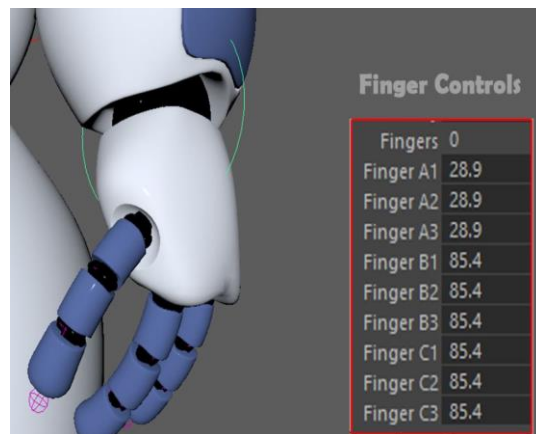 Finger Controls
Fingers 0
Finger A1 28.9
Finger A2 28.9
Finger A3 28.9
Finger B1 85.4
Finger B2 85.4
Finger B3 85.4
Finger C1 85.4
Finger C2 85.4
Finger C3 85.4